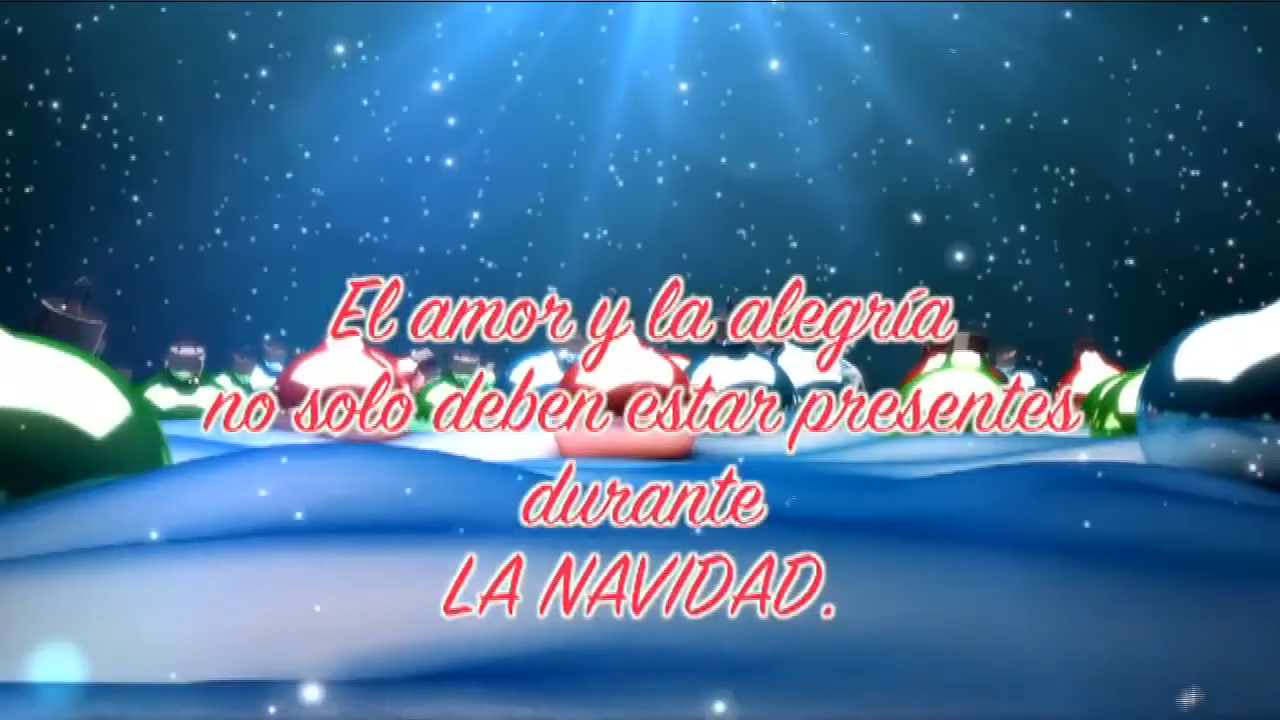 El amor y la alegría
no solo deben estar presentes
durante
LA NAVIDAD.